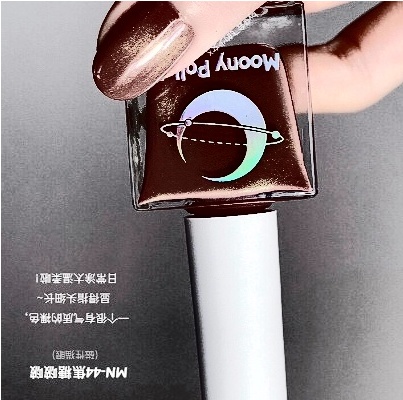 MN-44焦糖啵啵
(磁性猫眼)
一个很有气质的裸色,
显得指头细长~
日常涂太温柔啦!
Moony